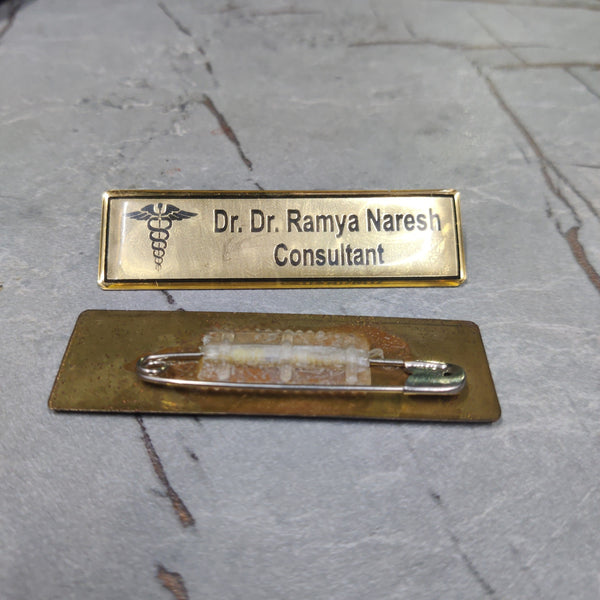 Dr. Dr. Ramya Naresh
Consultant